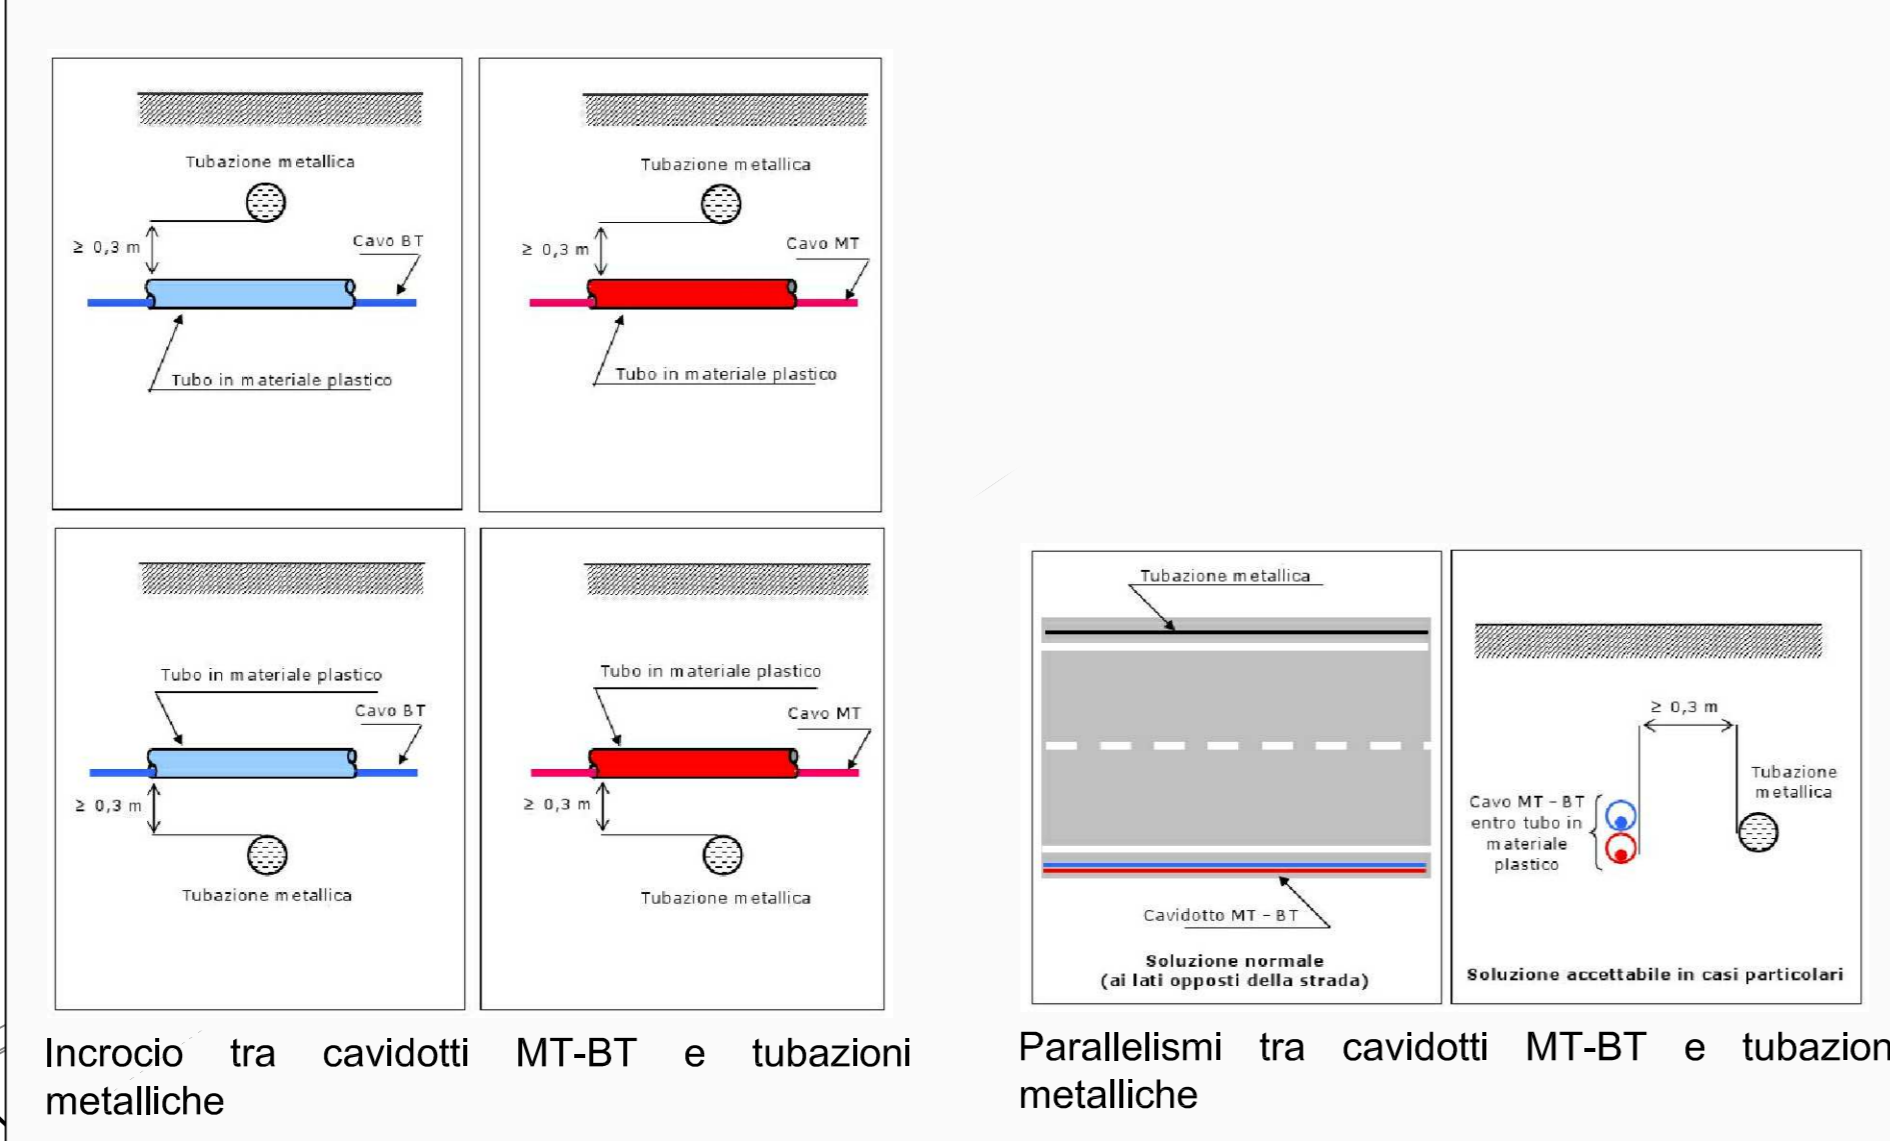 Tubazione metallica
≥ 0,3 m
Cavo BT
Tubo in materiale plastico
Tubazione metallica
≥ 0,3 m
Cavo MT
Tubo in materiale plastico
Tubo in materiale plastico
Cavo BT
≥ 0,3 m
Tubazione metallica
Tubo in materiale plastico
Cavo MT
≥ 0,3 m
Tubazione metallica
Incrocio tra cavidotti MT-BT e tubazioni
metalliche
Tubazione metallica
Cavidotto MT – BT
Soluzione normale
(ai lati opposti della strada)
≥ 0,3 m
Tubazione
metallica
Cavo MT – BT
entro tubo in
materiale
plastico
Soluzione accettabile in casi particolari
Parallelismi tra cavidotti MT-BT e tubazion
metalliche